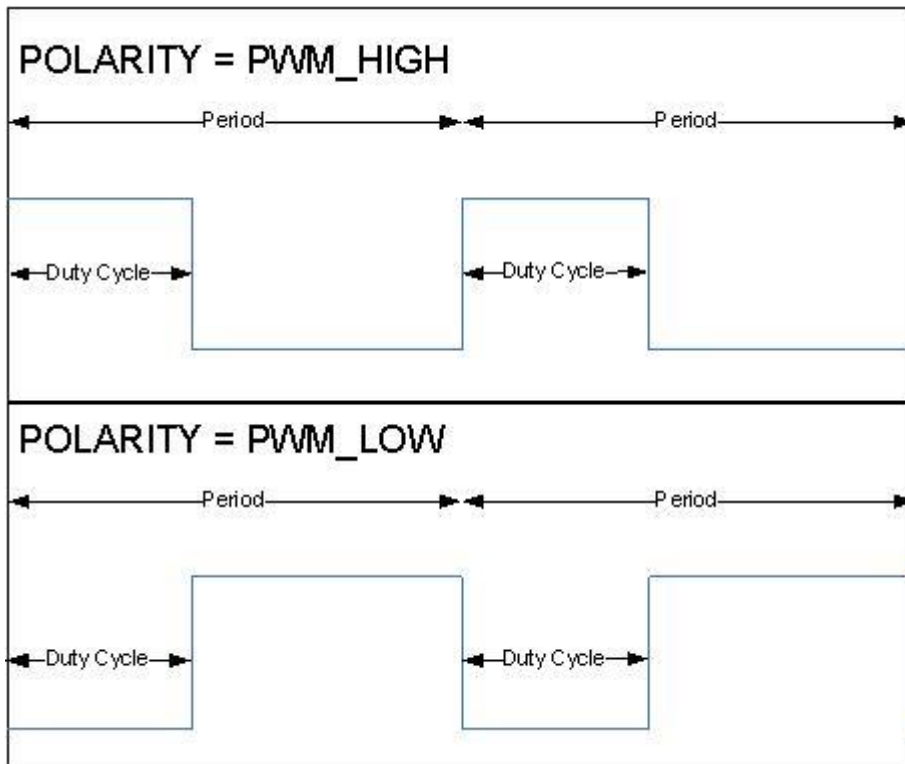 POLARITY = PWM_HIGH
Period Period
Duty Cycle Duty Cycle
POLARITY = PWM_LOW
Period Period
Duty Cycle Duty Cycle